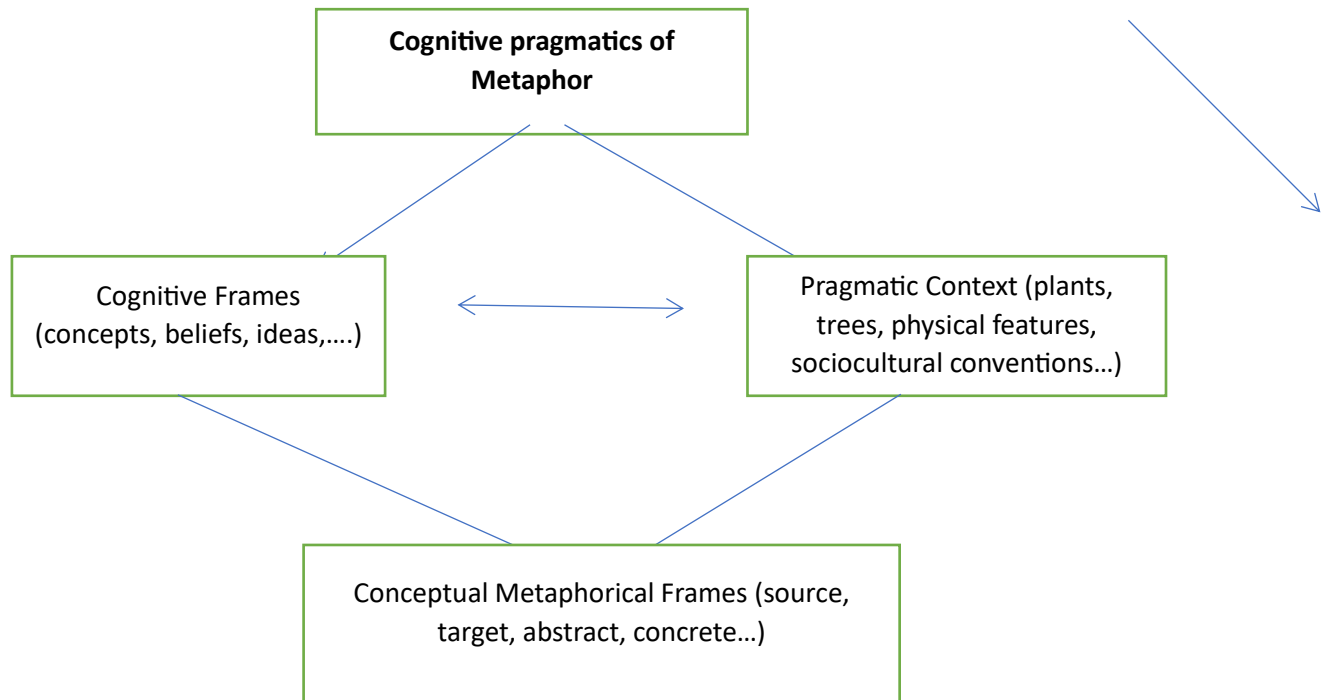 Cognitive pragmatics of
Metaphor
Cognitive Frames
(concepts, beliefs, ideas,….)
Pragmatic Context (plants,
trees, physical features,
sociocultural conventions…)
Conceptual Metaphorical Frames (source,
target, abstract, concrete…)